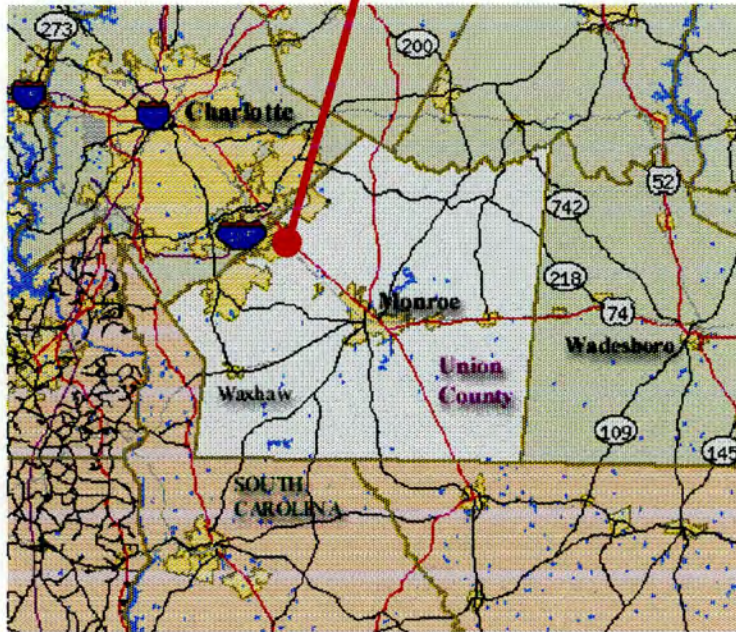 273
200
Charlotte
52
742
218
Monroe
74
Wadesboro
Union
County
Waxhaw
109
145
SOUTH
CAROLINA